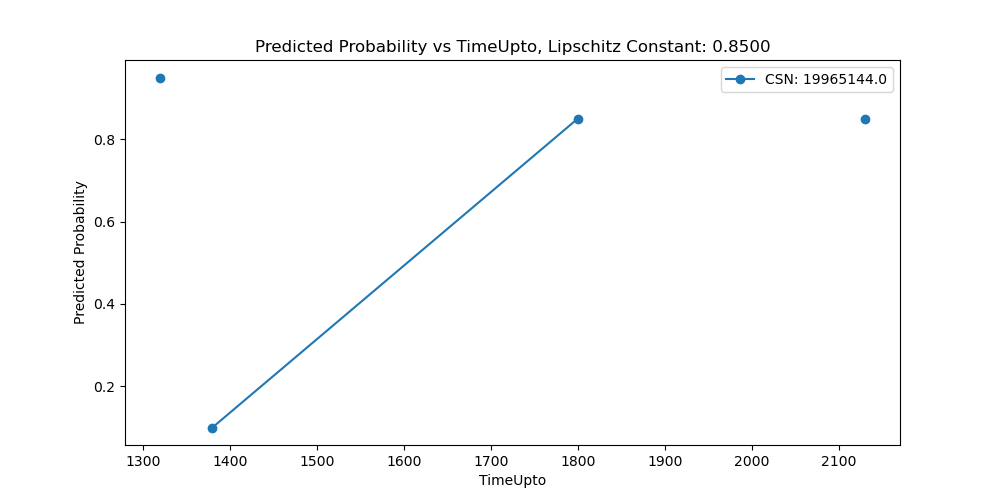 Predicted Probability vs TimeUpto, Lipschitz Constant: 0.8500
CSN: 19965144.0
Predicted Probability
0.8
0.6
0.4
0.2
1300 1400 1500 1600 1700 1800 1900 2000 2100
TimeUpto